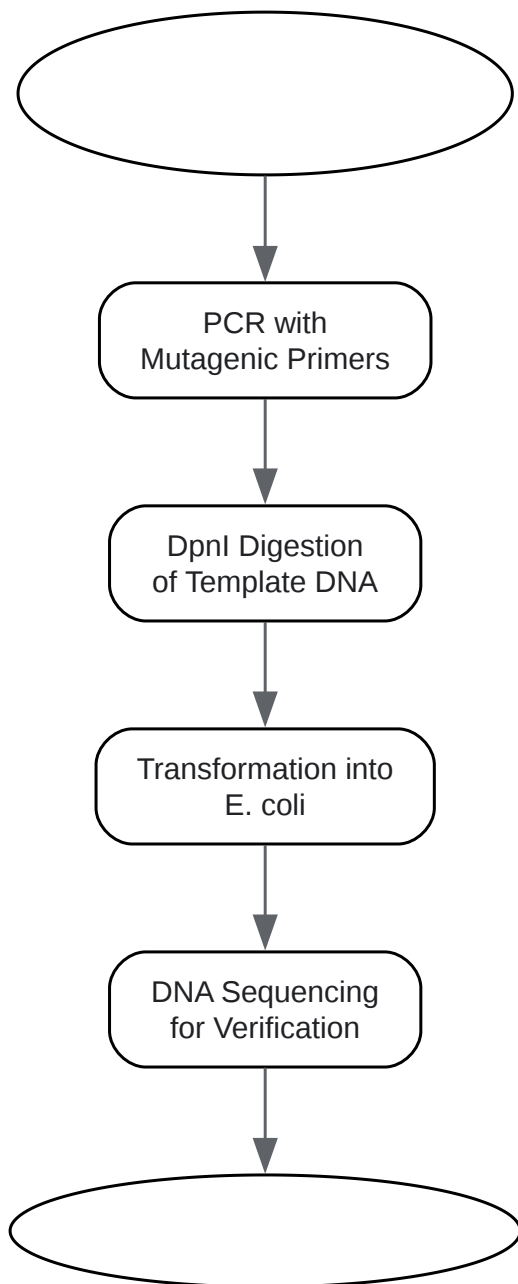 PCR with
Mutagenic Primers
DpnI Digestion
of Template DNA
Transformation into
E. coli
DNA Sequencing
for Verification